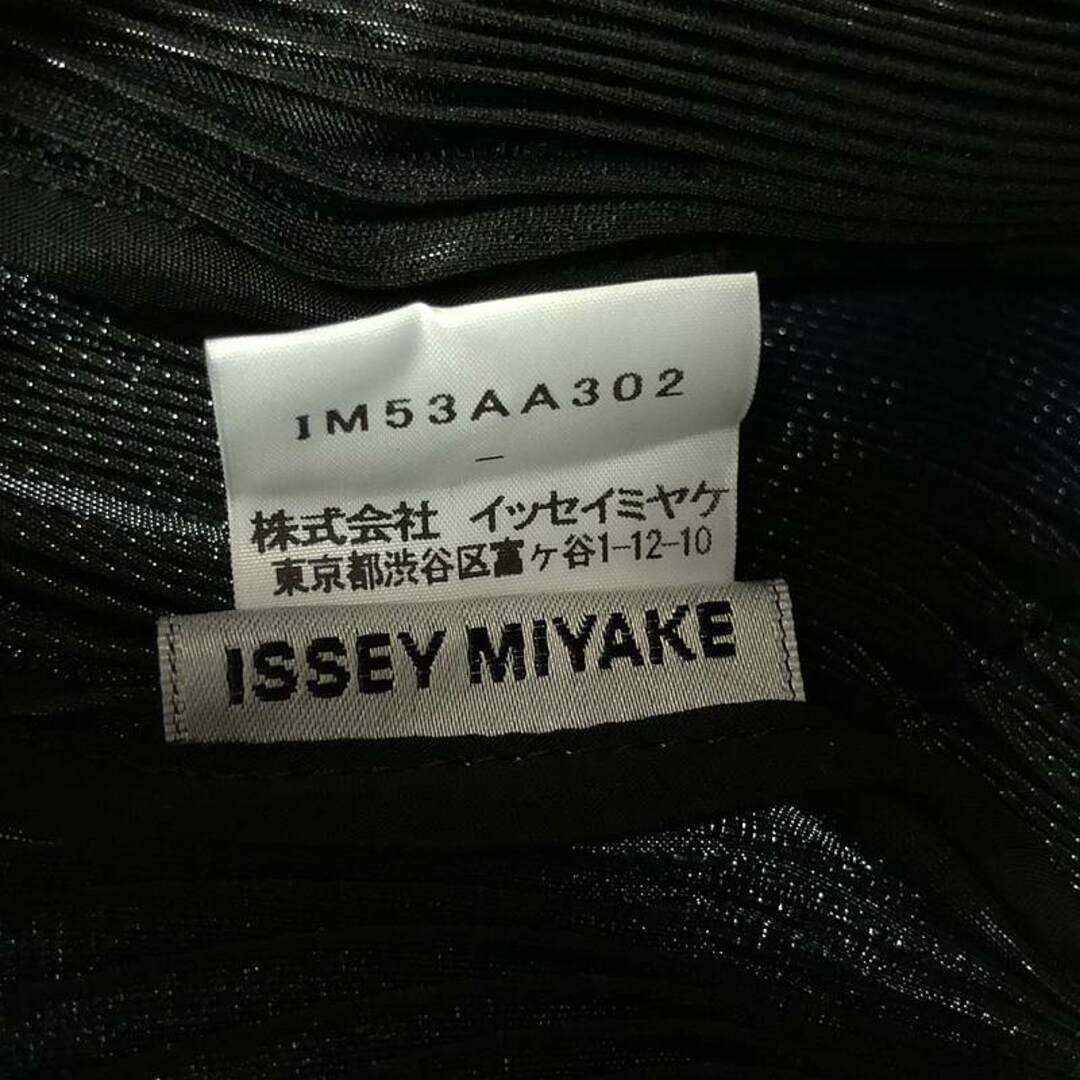 IM53AA302
–
株式会社 イッセイミヤケ
東京都渋谷区富ヶ谷1-12-10
ISSEY MIYAKE